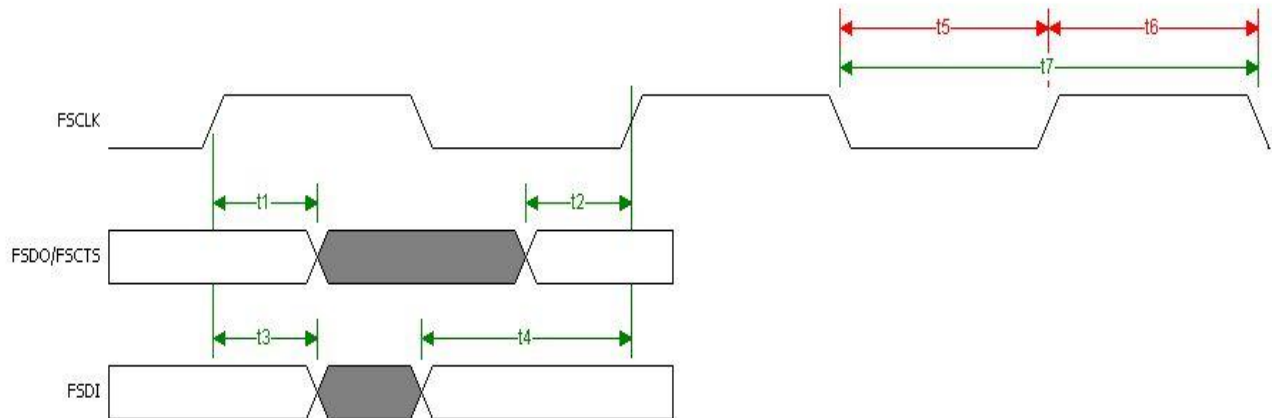 t5 t6
t7
FSCLK
t1 t2
FSDO/FSCTS
t3 t4
FSDI